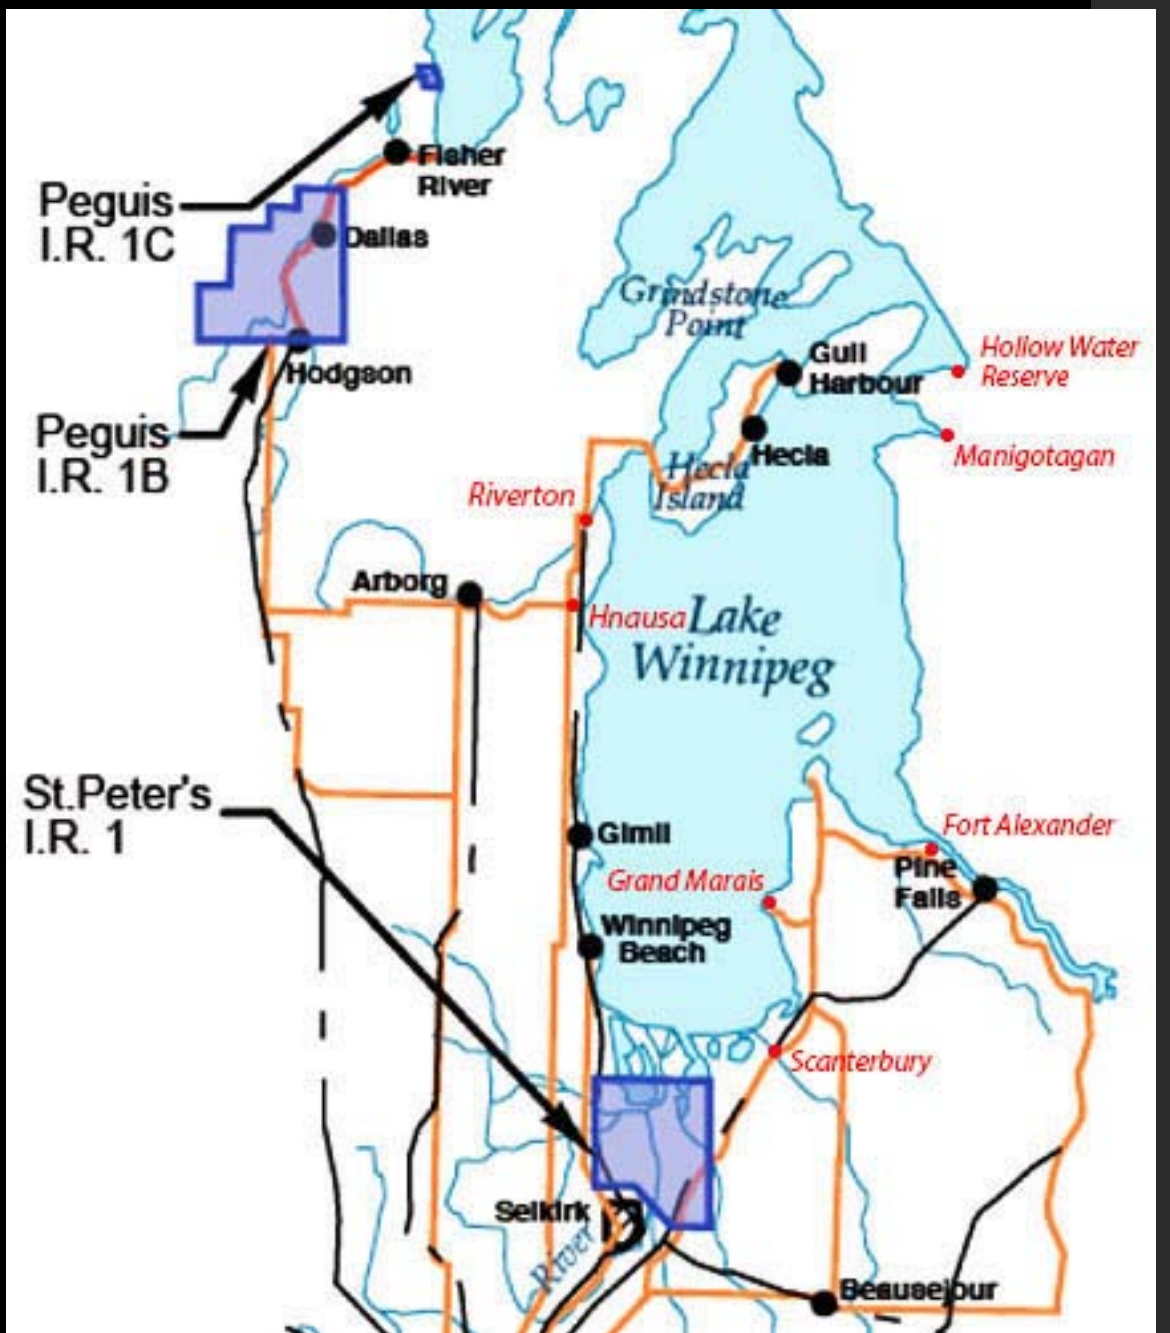 Fisher
River
Peguis
I.R. 1C
Dallas
Grindstone
Point
Gull
Harbour
Hollow Water
Reserve
Hodgson
Peguis
I.R. 1B
Hecla
Manigotagan
Hecla
Island
Riverton
Arborg
Hnausa
Lake
Winnipeg
St.Peter's
I.R. 1
Gimli
Fort Alexander
Pine
Falls
Grand Marais
Winnipeg
Beach
Scanterbury
Selkirk
River
Beausejour